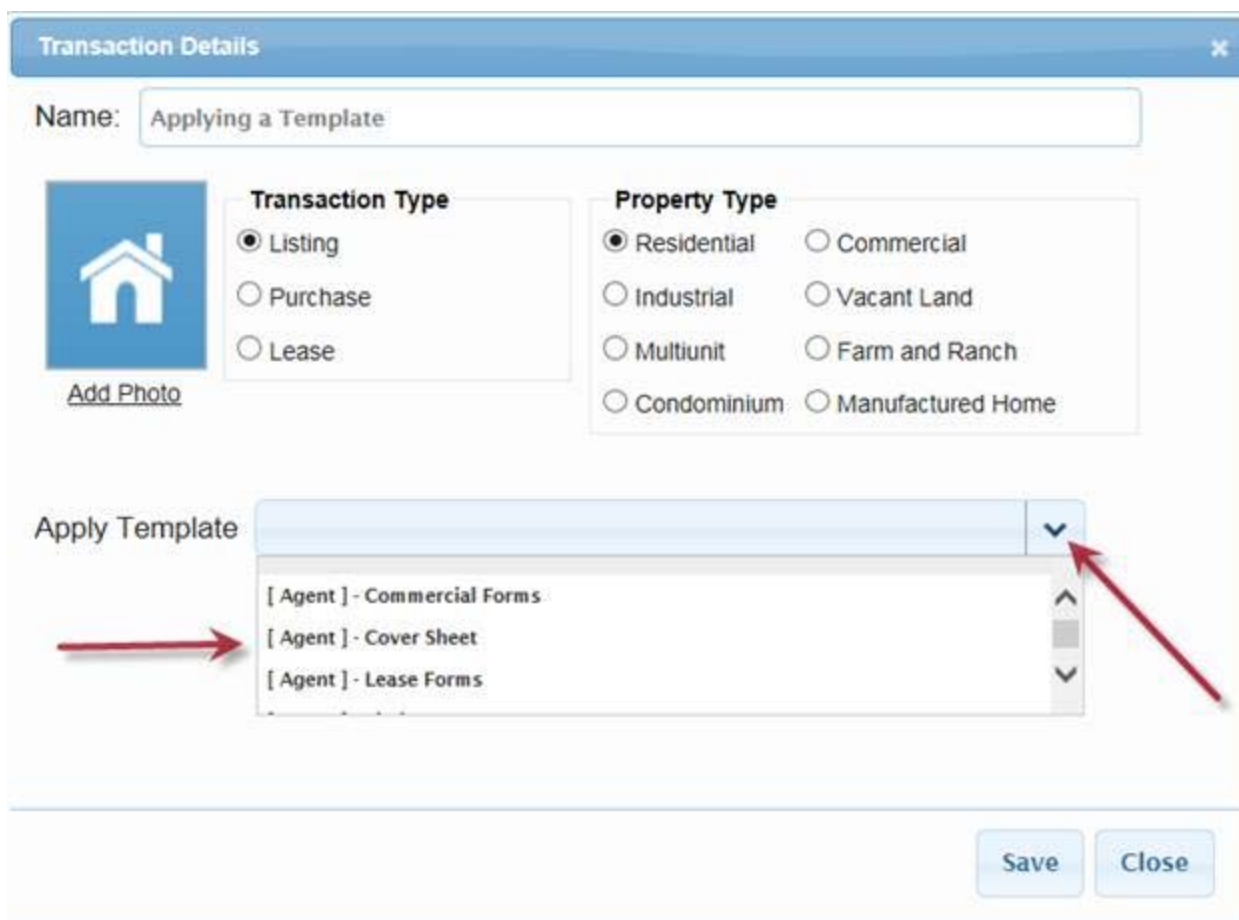 Transaction Details
Name: Applying a Template
Transaction Type
Listing
Purchase
Lease
Add Photo
Property Type
Residential Commercial
Industrial Vacant Land
Multiunit Farm and Ranch
Condominium Manufactured Home
Apply Template
[ Agent ] - Commercial Forms
[ Agent ] - Cover Sheet
[ Agent ] - Lease Forms
Save Close